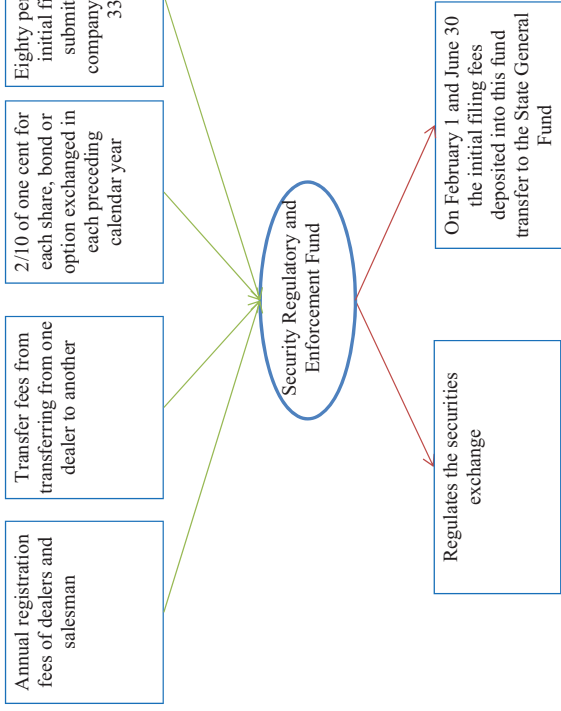 Annual registration
fees of dealers and
salesman
Transfer fees from
transferring from one
dealer to another
2/10 of one cent for
each share, bond or
option exchanged in
each preceding
calendar year
Eighty
initial
company
33
Security Regulatory and
Enforcement Fund
Regulates the securities
exchange
On February 1 and June 30
the initial filing fees
deposited into this fund
transfer to the State General
Fund